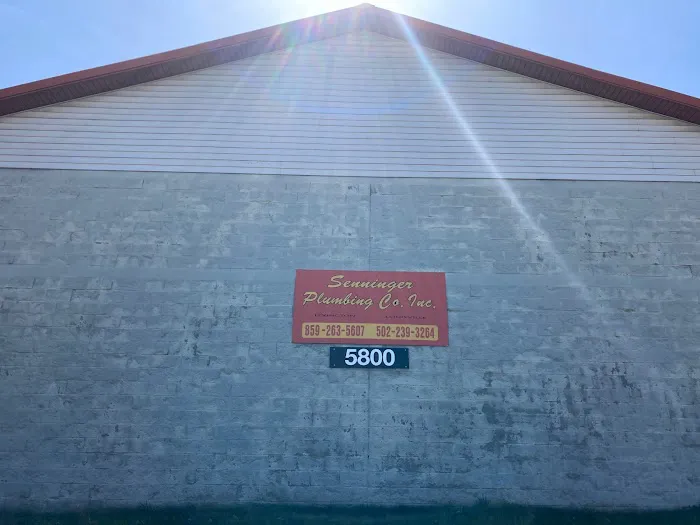 Senninger
Plumbing Co, Inc.
859-263-5607 502-239-3264
5800